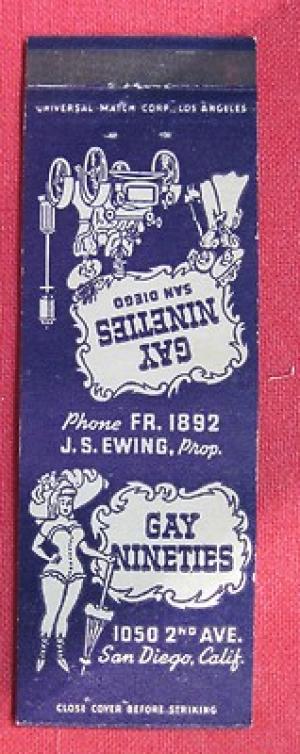 UNIVERSAL MATCH CORP., LOS ANGELES
GAY
NINETIES
SAN DIEGO
Phone FR. 1892
J. S. EWING, Prop.
GAY
NINETIES
1050 2ND AVE.
San Diego, Calif.
CLOSE COVER BEFORE STRIKING